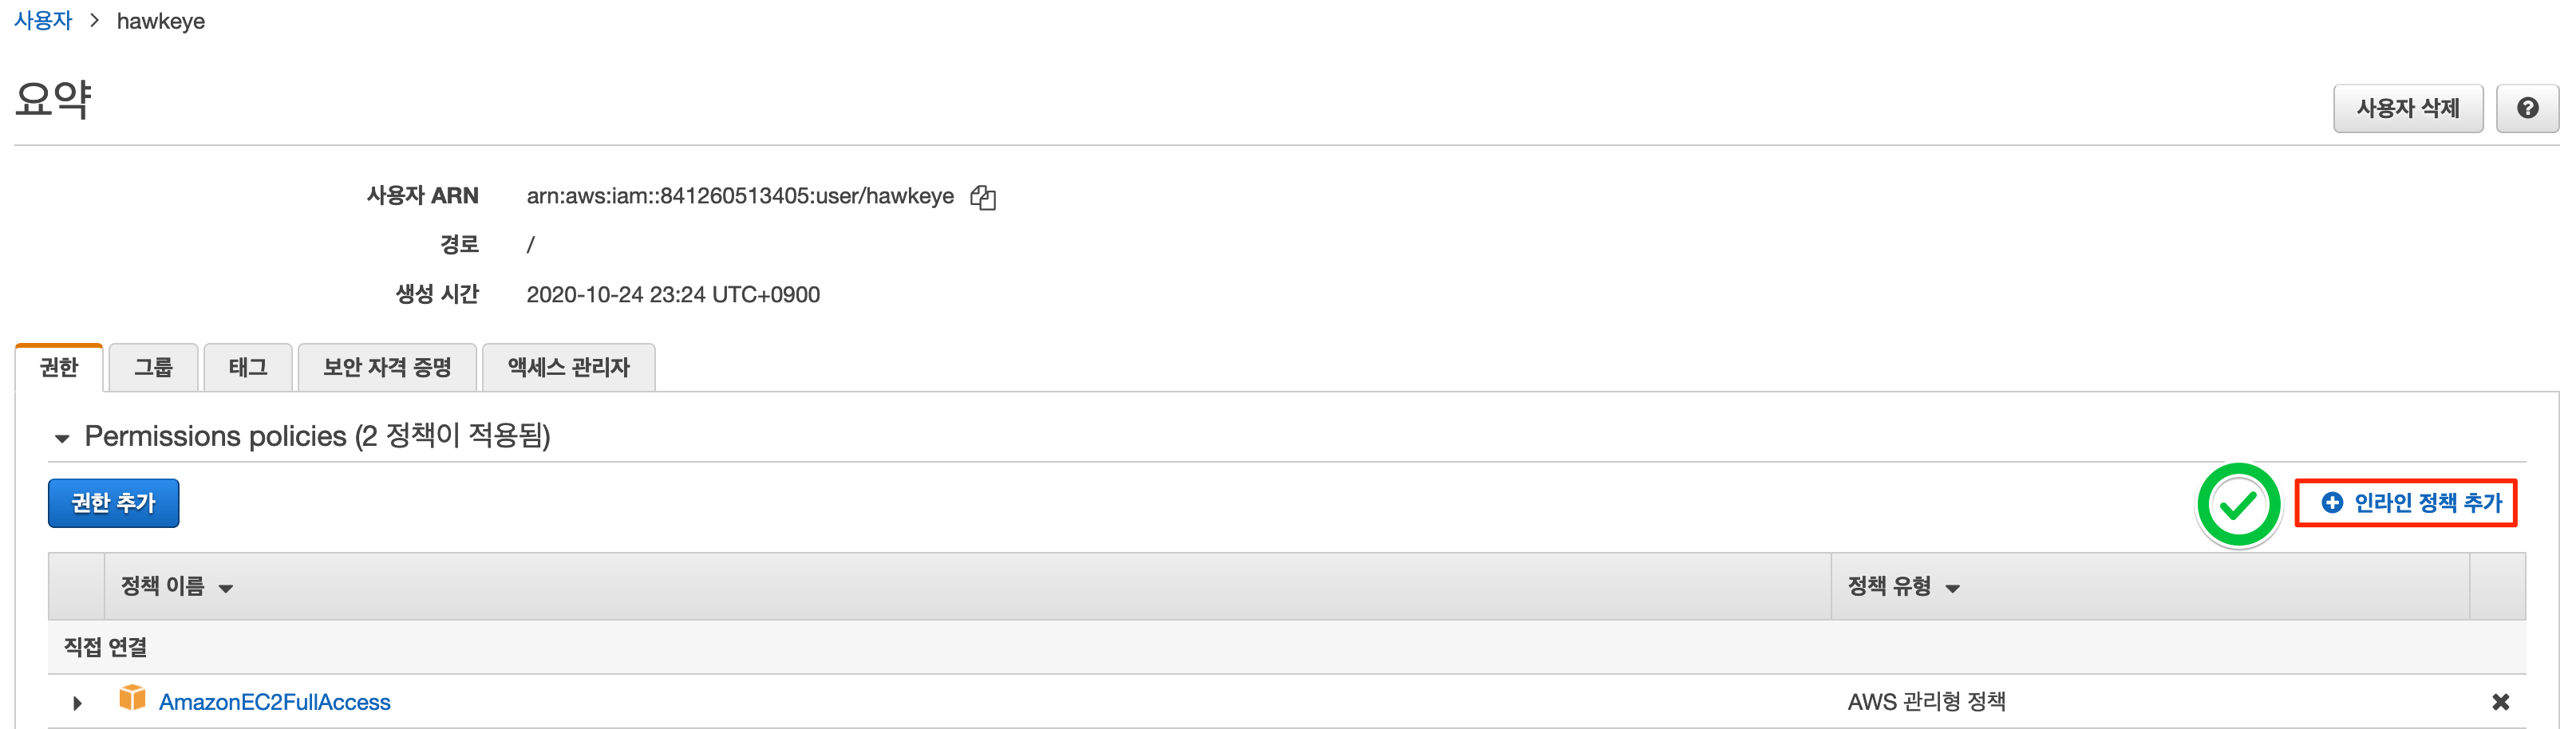 사용자 > hawkeye
요약
사용자 삭제
사용자 ARN arn:aws:iam::841260513405:user/hawkeye
경로 /
생성 시간 2020-10-24 23:24 UTC+0900
권한 그룹 태그 보안 자격 증명 액세스 관리자
Permissions policies (2 정책이 적용됨)
권한 추가 인라인 정책 추가
정책 이름 정책 유형
직접 연결
AmazonEC2FullAccess AWS 관리형 정책